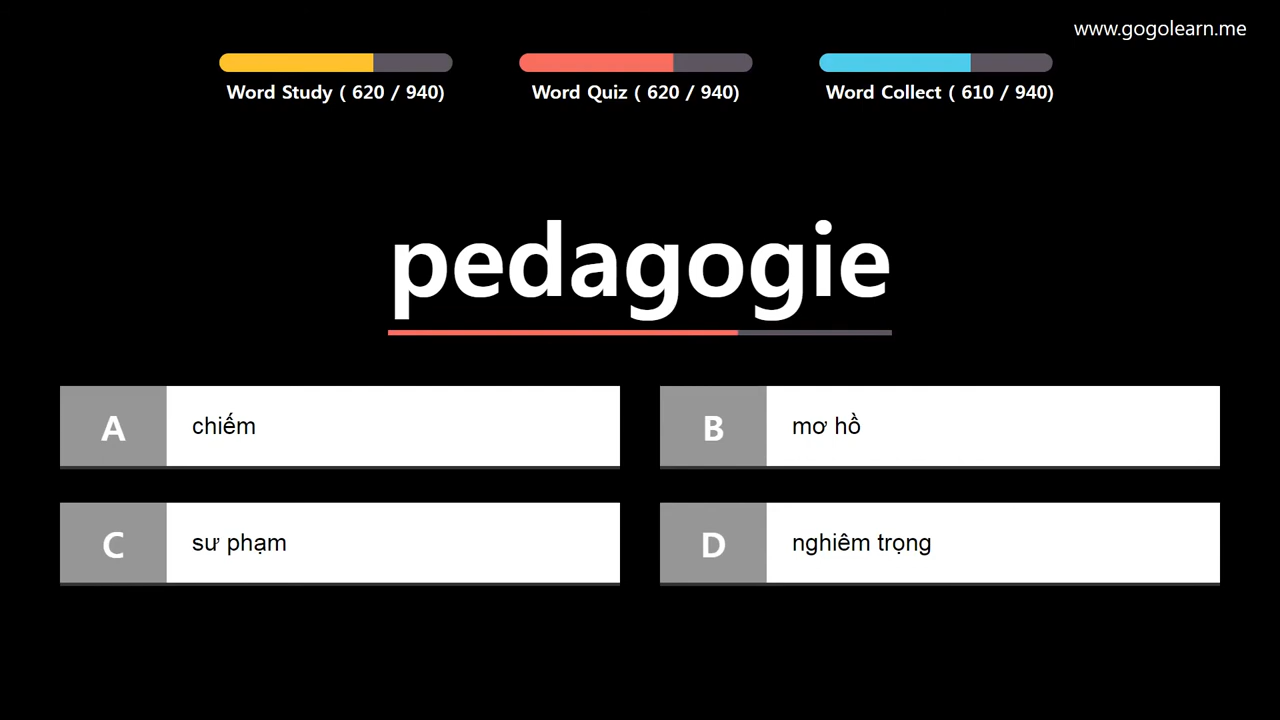 www.gogolearn.me
Word Study ( 620 / 940)
Word Quiz ( 620 / 940)
Word Collect ( 610 / 940)
pedagogie
A chiếm
B mơ hồ
C sư phạm
D nghiêm trọng